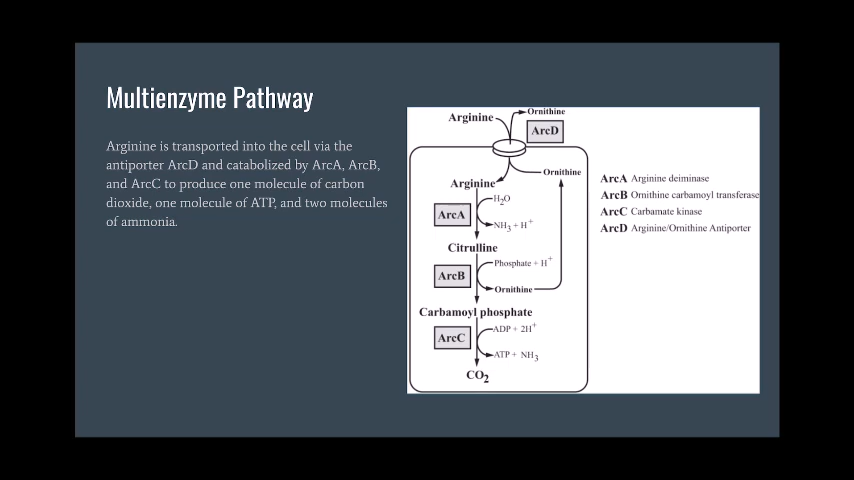 Multienzyme Pathway
Arginine is transported into the cell via the
antiporter ArcD and catabolized by ArcA, ArcB,
and ArcC to produce one molecule of carbon
dioxide, one molecule of ATP, and two molecules
of ammonia.
Arginine
Ornithine
ArcD
Ornithine
Arginine
H2O
ArcA
NH3 + H+
Citrulline
Phosphate + H+
ArcB
Ornithine
Carbamoyl phosphate
ADP + 2H+
ArcC
ATP + NH3
CO2
ArcA Arginine deiminase
ArcB Ornithine carbamoyl transferase
ArcC Carbamate kinase
ArcD Arginine/Ornithine Antiporter